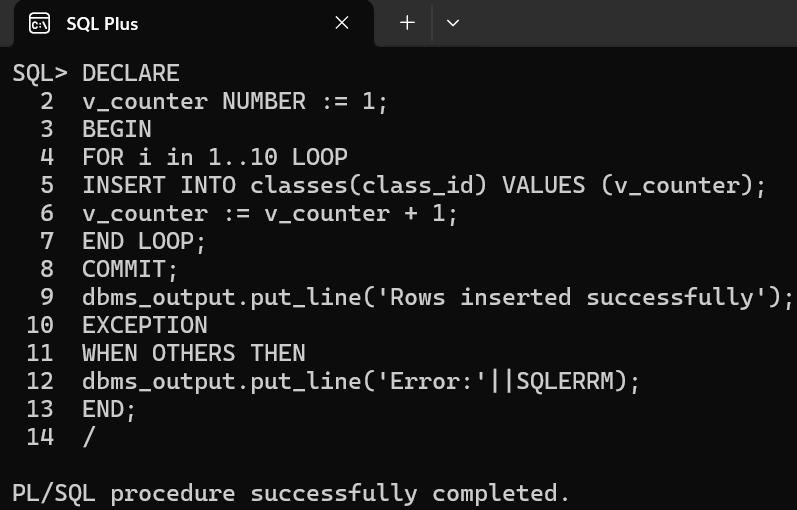 SQL Plus
SQL> DECLARE
2 v_counter NUMBER := 1;
3 BEGIN
4 FOR i in 1..10 LOOP
5 INSERT INTO classes(class_id) VALUES (v_counter);
6 v_counter := v_counter + 1;
7 END LOOP;
8 COMMIT;
9 dbms_output.put_line('Rows inserted successfully');
10 EXCEPTION
11 WHEN OTHERS THEN
12 dbms_output.put_line('Error:'||SQLERRM);
13 END;
14 /
PL/SQL procedure successfully completed.